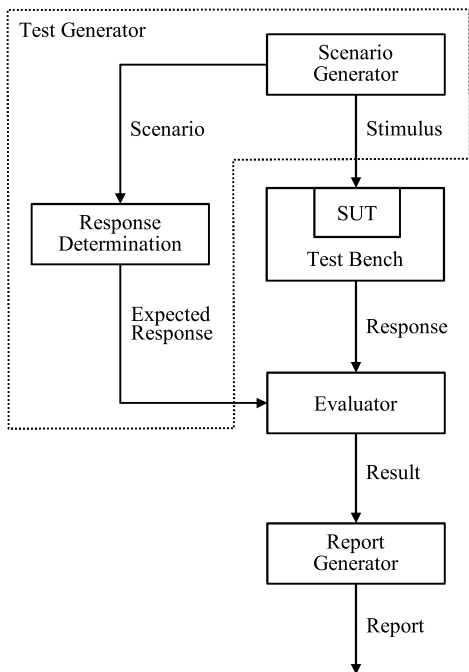 Test Generator
Scenario
Generator
Scenario
Stimulus
Response
Determination
SUT
Test Bench
Expected
Response
Response
Evaluator
Result
Report
Generator
Report